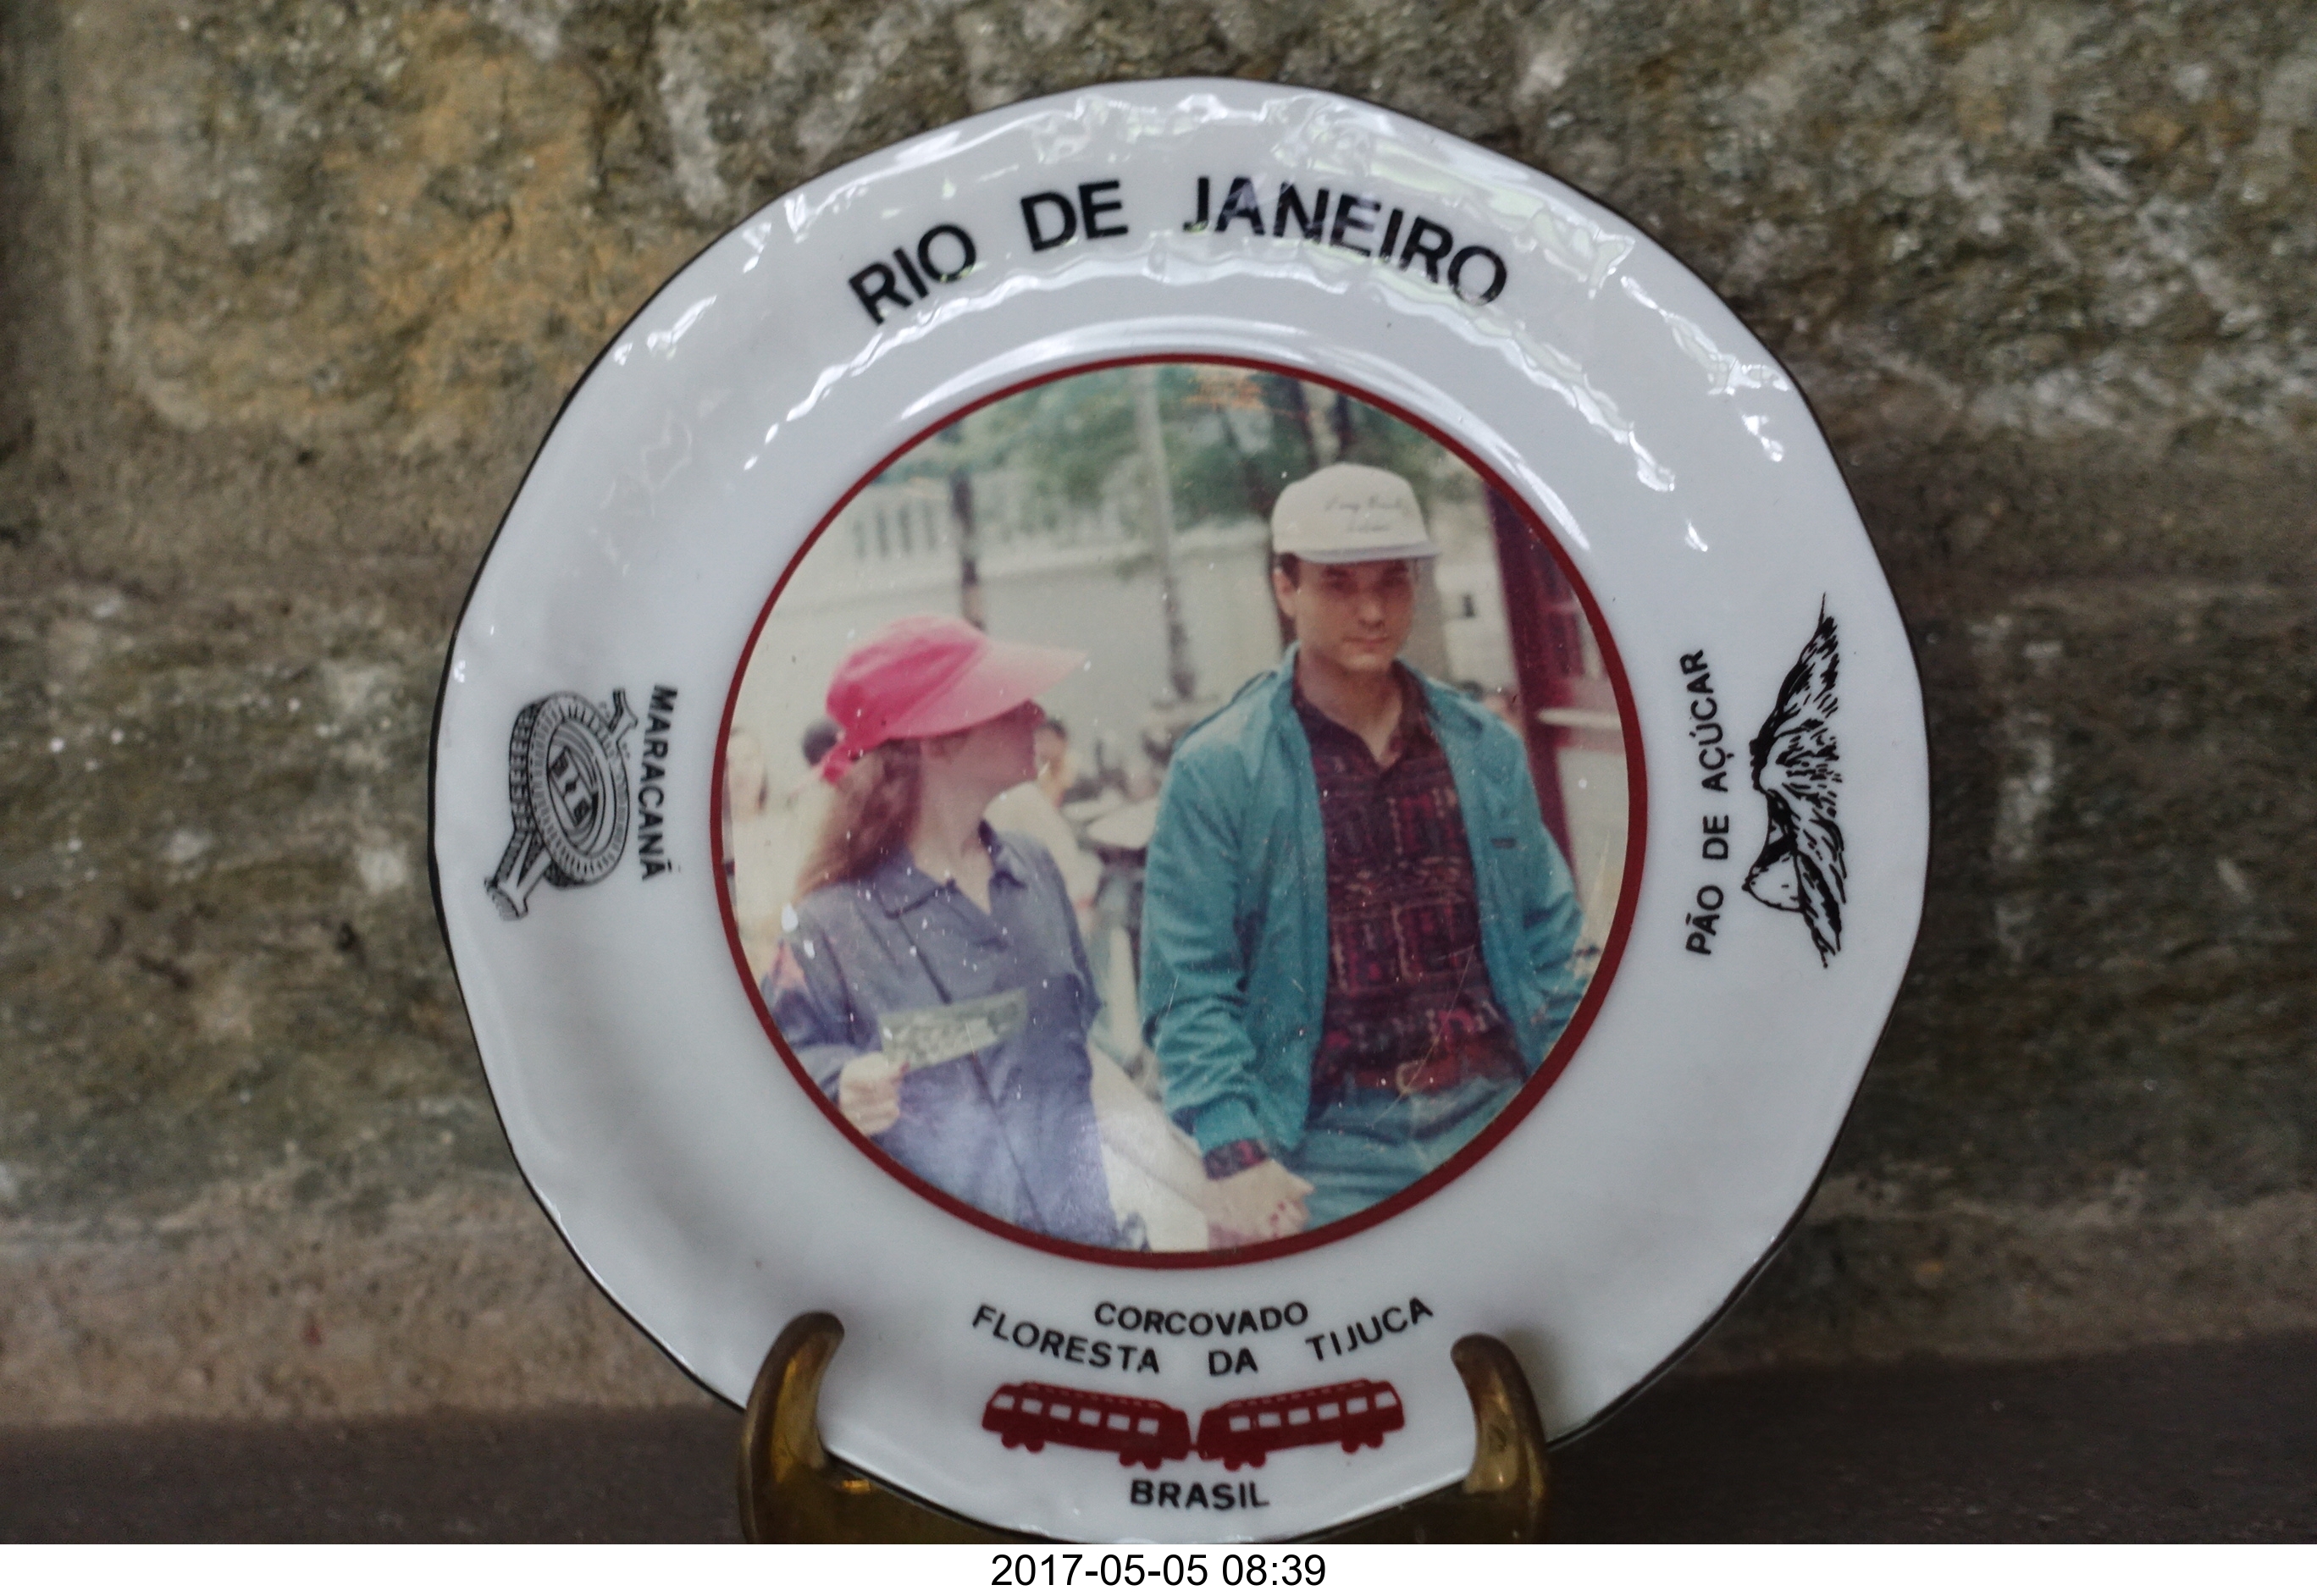 RIO DE JANEIRO
MARACANÃ
PÃO DE AÇÚCAR
CORCOVADO
FLORESTA DA TIJUCA
BRASIL
2017-05-05 08:39